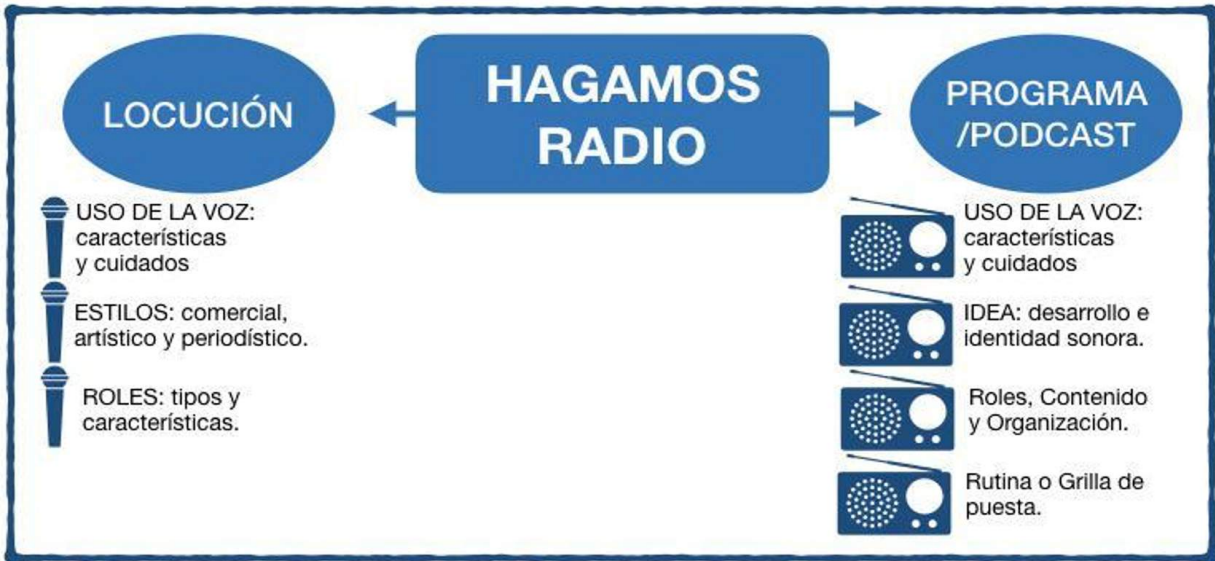 HAGAMOS
RADIO
LOCUCIÓN
USO DE LA VOZ:
características
y cuidados
ESTILOS: comercial,
artístico y periodístico.
ROLES: tipos y
características.
PROGRAMA
/PODCAST
USO DE LA VOZ:
características
y cuidados
IDEA: desarrollo e
identidad sonora.
Roles, Contenido
y Organización.
Rutina o Grilla de
puesta.